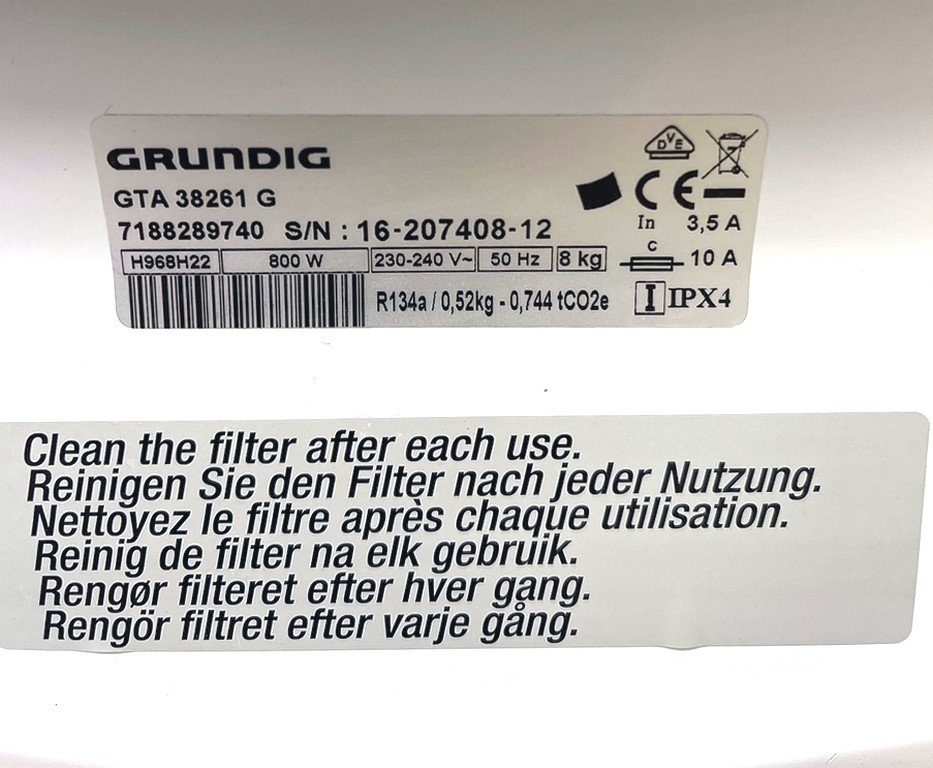 GRUNDIG
GTA 38261 G
7188289740 S/N : 16-207408-12
H968H22 800 W 230-240 V~ 50 Hz 8 kg
R134a / 0,52kg - 0,744 tCO2e
DVE
CE
In 3,5 A
c 10 A
I IPX4
Clean the filter after each use.
Reinigen Sie den Filter nach jeder Nutzung.
Nettoyez le filtre après chaque utilisation.
Reinig de filter na elk gebruik.
Rengør filteret efter hver gang.
Rengör filtret efter varje gång.